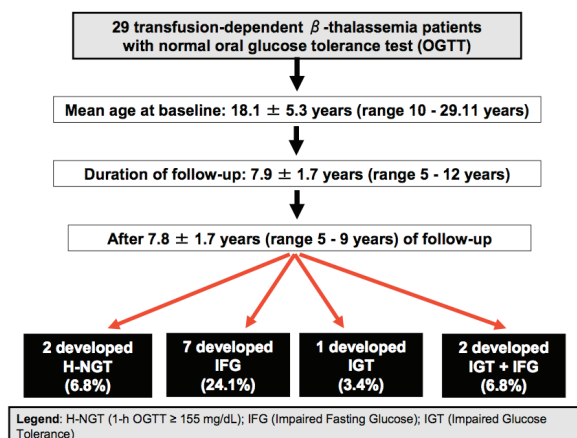 29 transfusion-dependent β-thalassemia patients
with normal oral glucose tolerance test (OGTT)
Mean age at baseline: 18.1 ± 5.3 years (range 10 - 29.11 years)
Duration of follow-up: 7.9 ± 1.7 years (range 5 - 12 years)
After 7.8 ± 1.7 years (range 5 - 9 years) of follow-up
2 developed
H-NGT
(6.8%)
7 developed
IFG
(24.1%)
1 developed
IGT
(3.4%)
2 developed
IGT + IFG
(6.8%)
Legend: H-NGT (1-h OGTT ≥ 155 mg/dL); IFG (Impaired Fasting Glucose); IGT (Impaired Glucose
Tolerance)